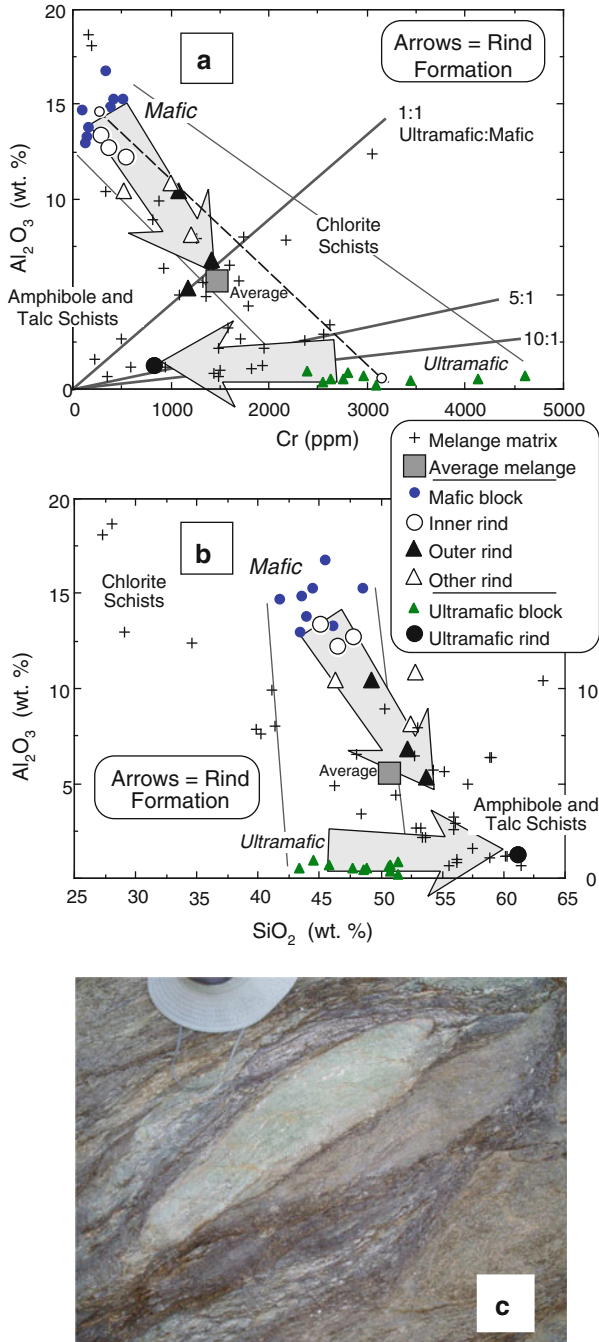 a
Arrows = Rind
Formation
20
15
10
5
0
Al2O3 (wt. %)
Mafic
1:1
Ultramafic:Mafic
Chlorite
Schists
Amphibole and
Talc Schists
Average
5:1
10:1
Ultramafic
0
1000
2000
3000
4000
5000
Cr (ppm)
Melange matrix
Average melange
Mafic block
Inner rind
Outer rind
Other rind
Ultramafic block
Ultramafic rind
b
20
15
10
5
Al2O3 (wt. %)
Mafic
Chlorite
Schists
10
Average
Arrows = Rind
Formation
Amphibole and
Talc Schists
Ultramafic
0
25
30
35
40
45
50
55
60
65
SiO2 (wt. %)
c